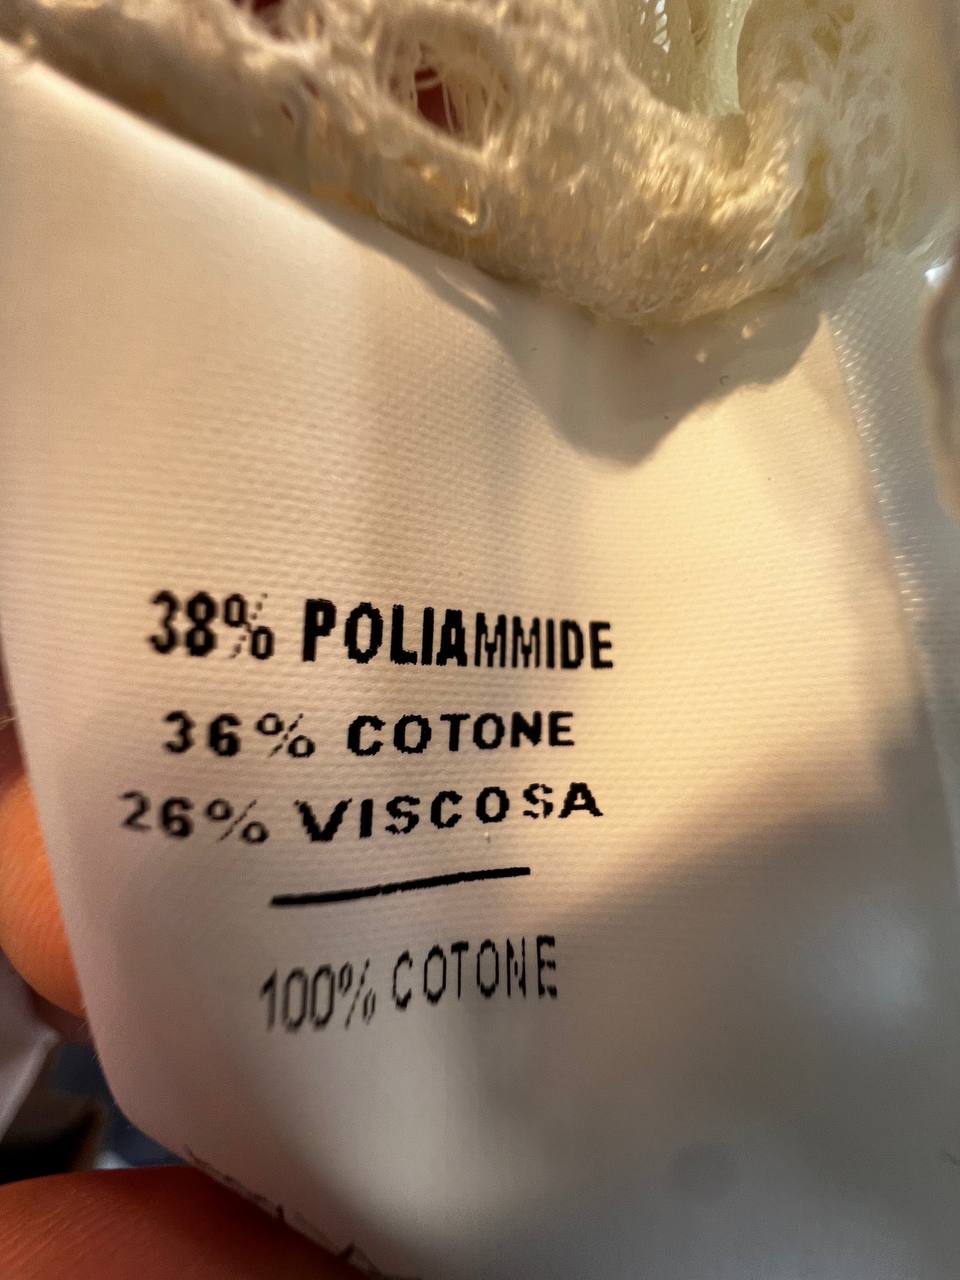 38% POLIAMMIDE
36% COTONE
26% VISCOSA
100% COTONE